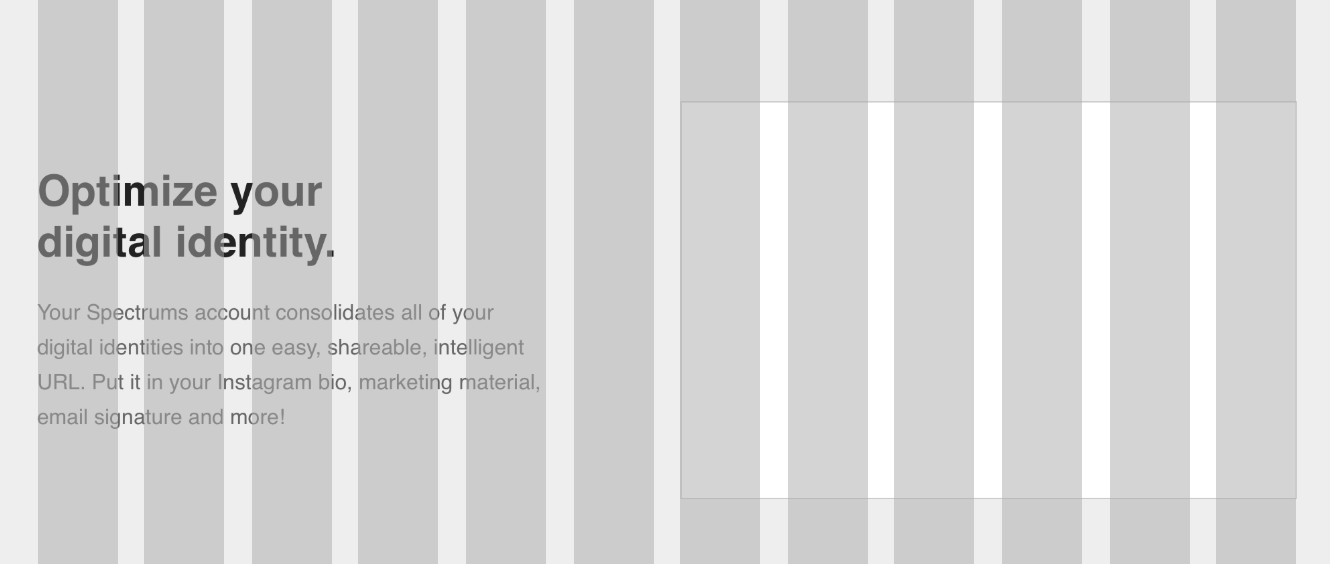 Optimize your
digital identity.
Your Spectrums account consolidates all of your
digital identities into one easy, shareable, intelligent
URL. Put it in your Instagram bio, marketing material,
email signature and more!